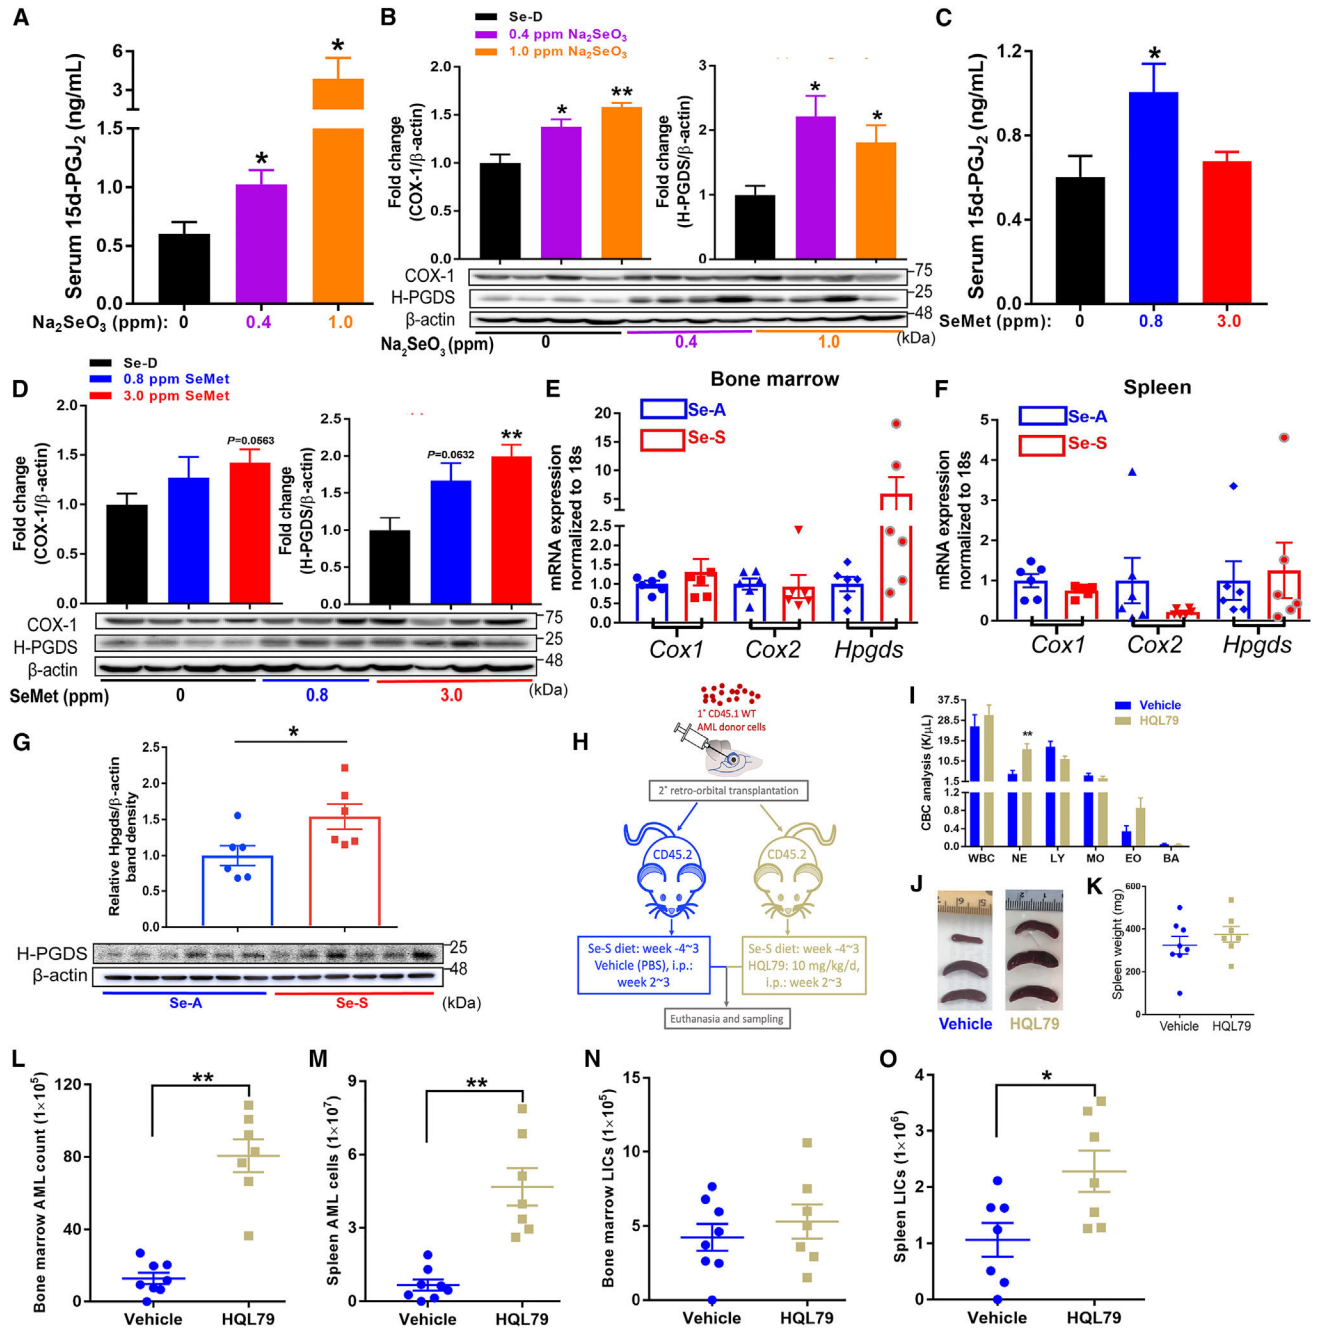 A
Serum 15d-PGJ2 (ng/mL)
6
3
1.5
1.0
0.5
0.0
*
*
Na2SeO3 (ppm): 0 0.4 1.0
B
Se-D
0.4 ppm Na2SeO3
1.0 ppm Na2SeO3
Fold change
(COX-1/β-actin)
2.0
1.5
1.0
0.5
0.0
*
**
Fold change
(H-PGDS/β-actin)
3
2
1
0
*
*
COX-1
75
H-PGDS
25
β-actin
48
Na2SeO3 (ppm) 0 0.4 1.0 (kDa)
C
Serum 15d-PGJ2 (ng/mL)
1.2
0.8
0.4
0.0
*
SeMet (ppm): 0 0.8 3.0
D
Se-D
0.8 ppm SeMet
3.0 ppm SeMet
Fold change
(COX-1/β-actin)
2.0
1.5
1.0
0.5
0.0
P=0.0563
Fold change
(H-PGDS/β-actin)
2.5
2.0
1.5
1.0
0.5
0.0
P=0.0632
**
COX-1
75
H-PGDS
25
β-actin
48
SeMet (ppm) 0 0.8 3.0 (kDa)
E
Bone marrow
Se-A
Se-S
mRNA expression
normalized to 18s
20
15
10
5
2.5
2.0
1.5
1.0
0.5
0.0
Cox1 Cox2 Hpgds
F
Spleen
Se-A
Se-S
mRNA expression
normalized to 18s
5
4
3
2
1
0
Cox1 Cox2 Hpgds
G
Relative Hpgds/β-actin
band density
2.5
2.0
1.5
1.0
0.5
0.0
*
H-PGDS
25
β-actin
48
Se-A Se-S (kDa)
H
1° CD45.1 WT
AML donor cells
2° retro-orbital transplantation
CD45.2
CD45.2
Se-S diet: week -4~3
Vehicle (PBS), i.p.:
week 2~3
Se-S diet: week -4~3
HQL79: 10 mg/kg/d,
i.p.: week 2~3
Euthanasia and sampling
I
Vehicle
HQL79
CBC analysis (K/μL)
37.5
28.5
19.5
10.5
1.5
1.2
0.8
0.4
0.0
**
WBC NE LY MO EO BA
J
6 5
2 1
Vehicle HQL79
K
Spleen weight (mg)
600
400
200
0
Vehicle HQL79
L
Bone marrow AML count (1×10^5)
120
80
40
0
**
Vehicle HQL79
M
Spleen AML cells (1×10^7)
9
6
3
0
**
Vehicle HQL79
N
Bone marrow LICs (1×10^5)
15
10
5
0
Vehicle HQL79
O
Spleen LICs (1×10^6)
4
3
2
1
0
*
Vehicle HQL79